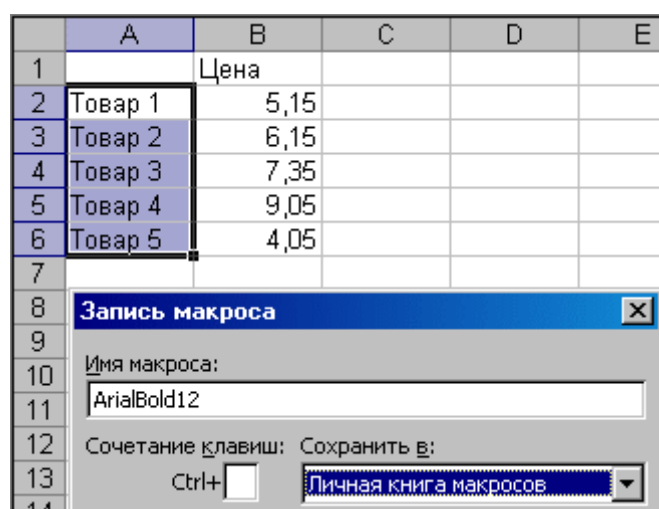 A B C D E
1 Цена
2 Товар 1 5,15
3 Товар 2 6,15
4 Товар 3 7,35
5 Товар 4 9,05
6 Товар 5 4,05
7
8 Запись макроса
9
10 Имя макроса:
11 ArialBold12
12 Сочетание клавиш: Сохранить в:
13 Ctrl+ Личная книга макросов
14